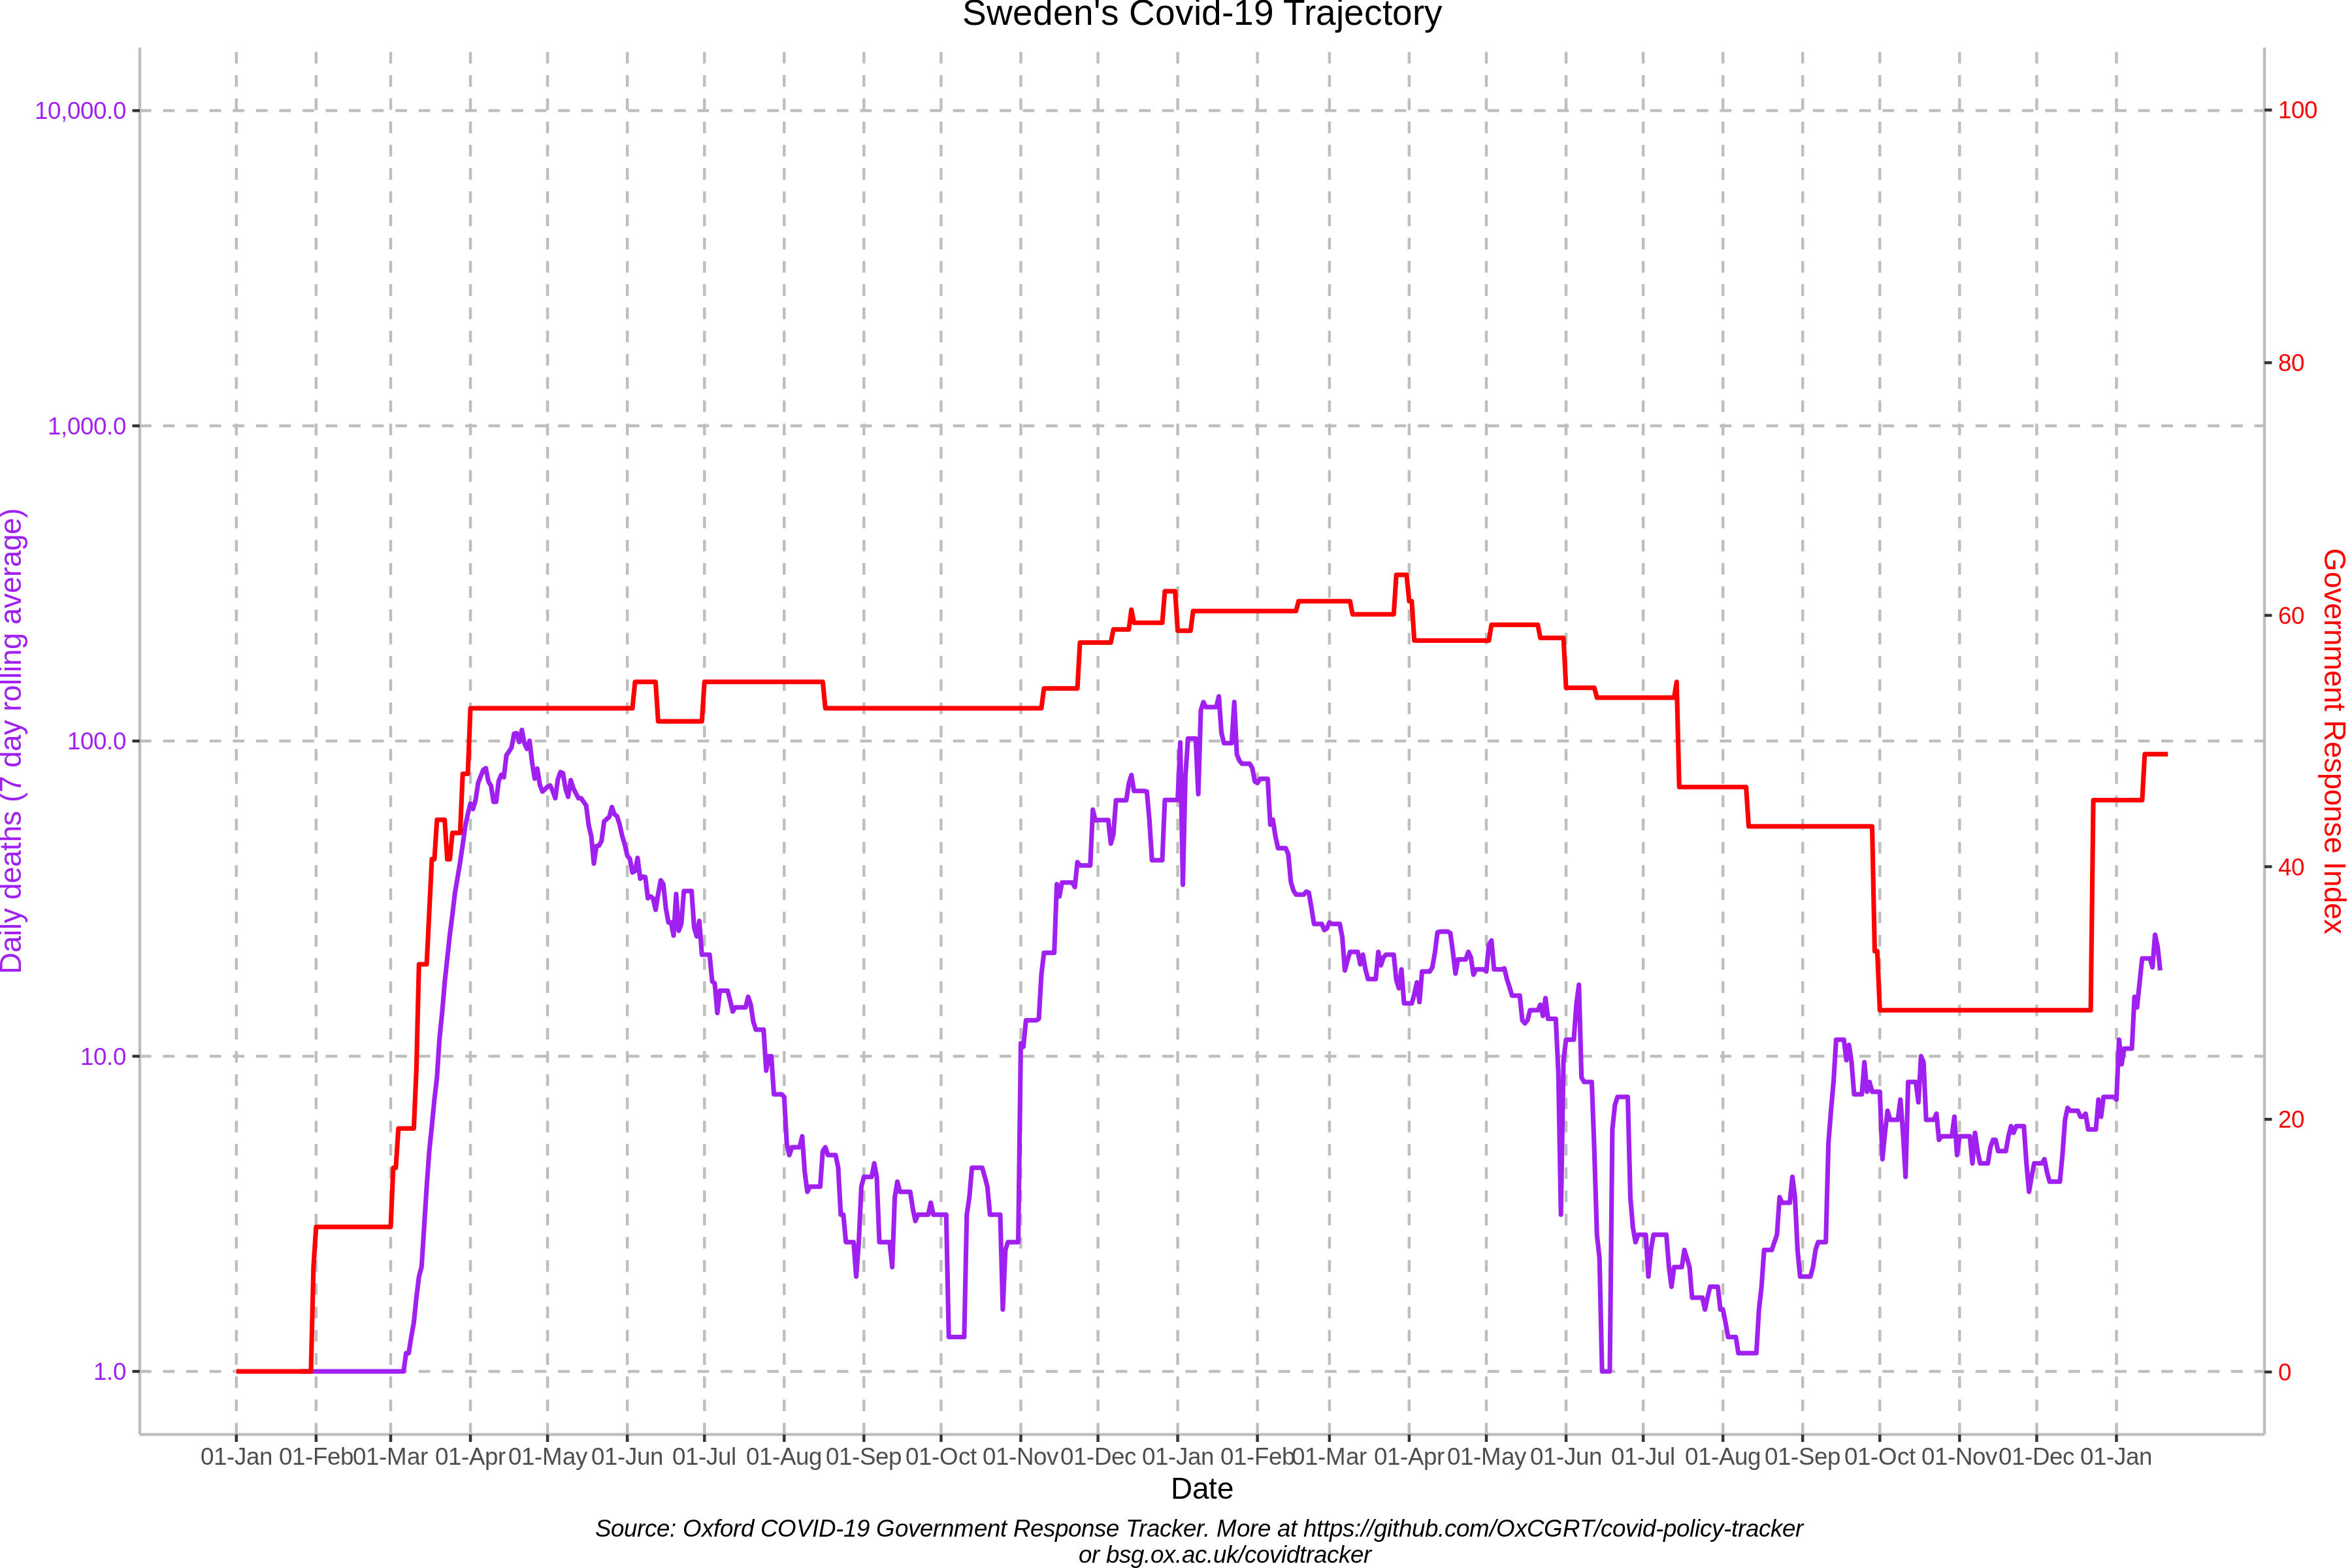 Sweden's Covid-19 Trajectory
10,000.0
1,000.0
100.0
10.0
1.0
Daily deaths (7 day rolling average)
100
80
60
40
20
0
Government Response Index
01-Jan 01-Feb 01-Mar 01-Apr 01-May 01-Jun 01-Jul 01-Aug 01-Sep 01-Oct 01-Nov 01-Dec 01-Jan 01-Feb 01-Mar 01-Apr 01-May 01-Jun 01-Jul 01-Aug 01-Sep 01-Oct 01-Nov 01-Dec 01-Jan
Date
Source: Oxford COVID-19 Government Response Tracker. More at https://github.com/OxCGRT/covid-policy-tracker
or bsg.ox.ac.uk/covidtracker